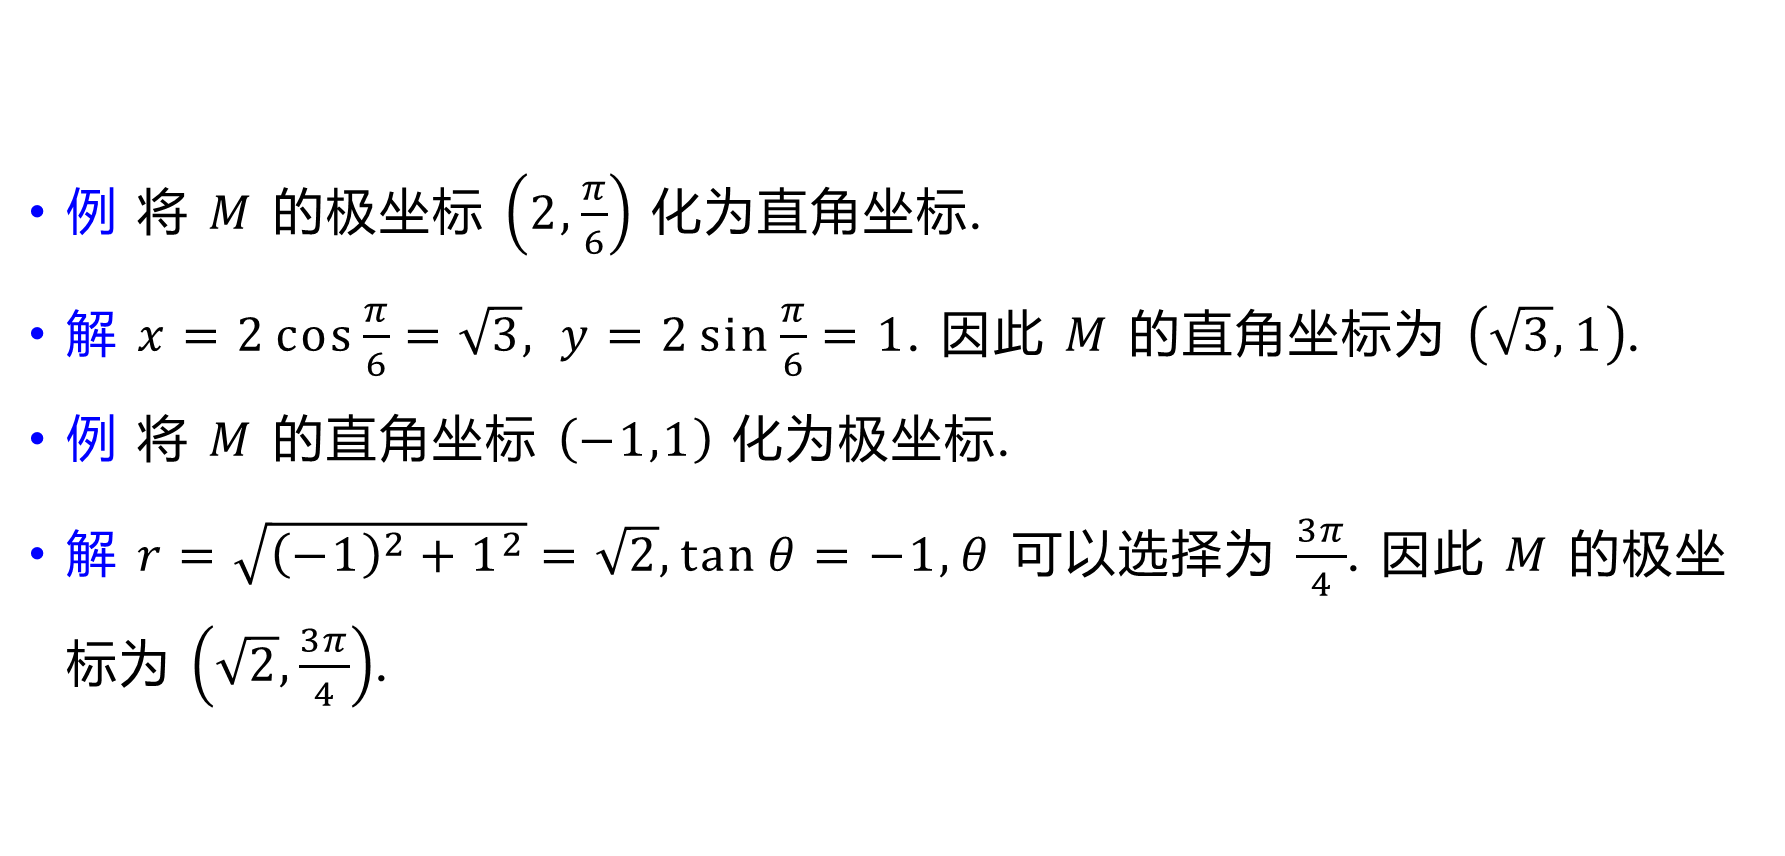 • 例 将 M 的极坐标 (2, π/6) 化为直角坐标.
• 解 x = 2 cos π/6 = √3, y = 2 sin π/6 = 1. 因此 M 的直角坐标为 (√3, 1).
• 例 将 M 的直角坐标 (−1,1) 化为极坐标.
• 解 r = √((−1)² + 1²) = √2, tan θ = −1, θ 可以选择为 3π/4. 因此 M 的极坐
标为 (√2, 3π/4).